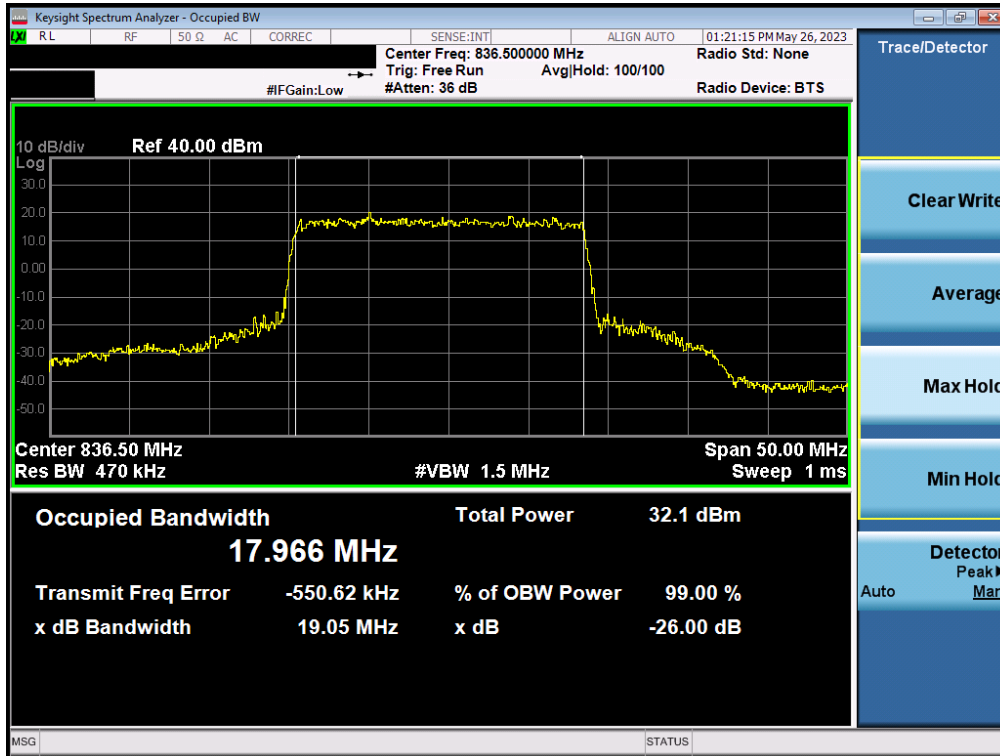 Keysight Spectrum Analyzer - Occupied BW
LXI RL RF 50 Ω AC CORREC SENSE:INT ALIGN AUTO 01:21:15 PM May 26, 2023
Center Freq: 836.500000 MHz Radio Std: None
Trig: Free Run Avg|Hold: 100/100
#IFGain:Low #Atten: 36 dB Radio Device: BTS
Trace/Detector
10 dB/div Ref 40.00 dBm
Log
30.0
20.0
10.0
0.00
-10.0
-20.0
-30.0
-40.0
-50.0
Center 836.50 MHz Span 50.00 MHz
Res BW 470 kHz #VBW 1.5 MHz Sweep 1 ms
Occupied Bandwidth Total Power 32.1 dBm
17.966 MHz
Transmit Freq Error -550.62 kHz % of OBW Power 99.00 %
x dB Bandwidth 19.05 MHz x dB -26.00 dB
Clear Write
Average
Max Hold
Min Hold
Detector
Peak
Auto Man
MSG STATUS